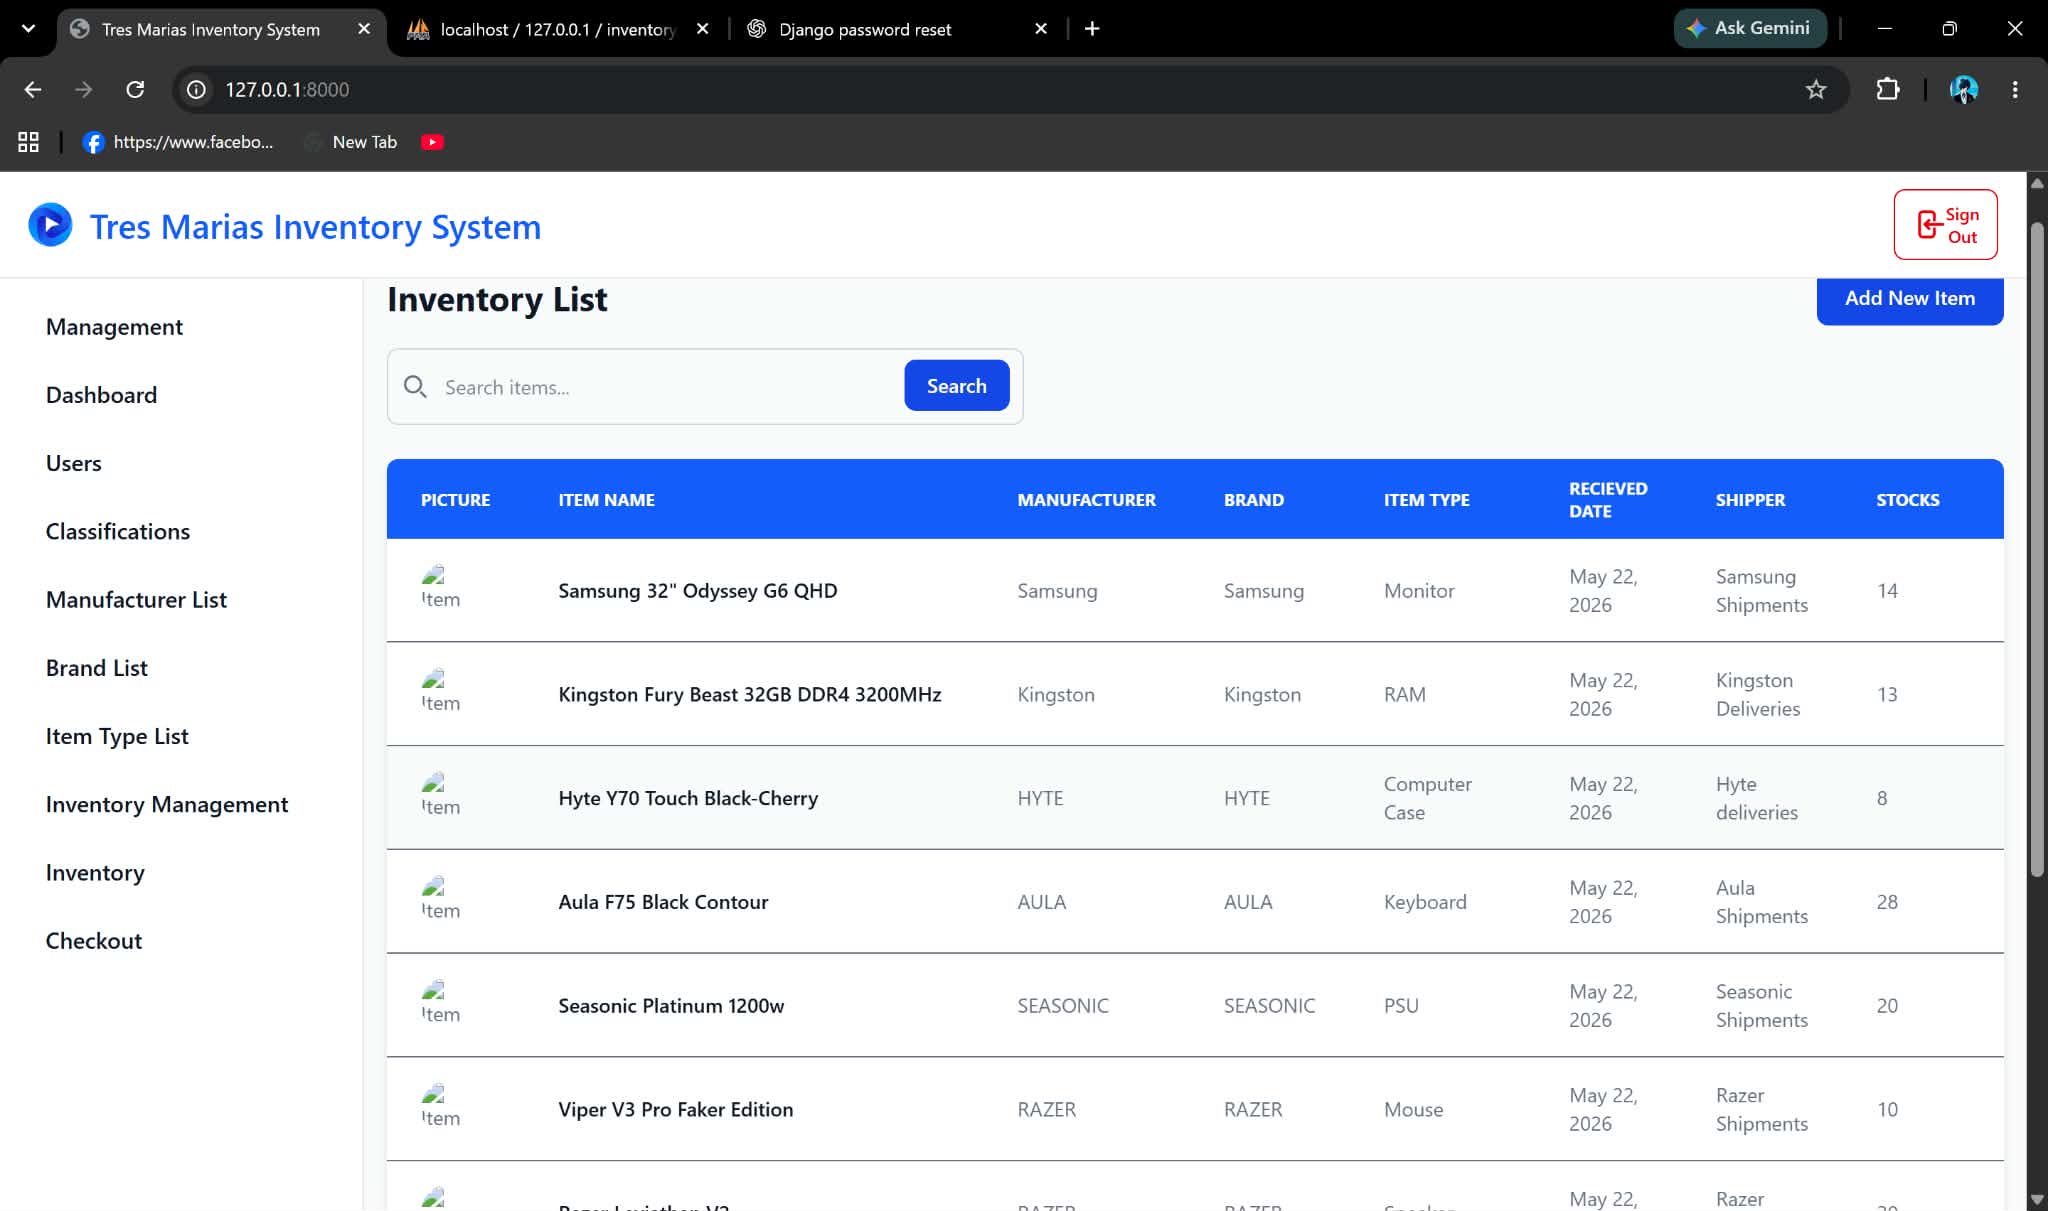 Tres Marias Inventory System
localhost / 127.0.0.1 / inventory
Django password reset
Ask Gemini
127.0.0.1:8000
https://www.facebo...
New Tab
Tres Marias Inventory System
Sign
Out
Management
Dashboard
Users
Classifications
Manufacturer List
Brand List
Item Type List
Inventory Management
Inventory
Checkout
Inventory List
Add New Item
Search items...
Search
PICTURE ITEM NAME MANUFACTURER BRAND ITEM TYPE RECIEVED DATE SHIPPER STOCKS
Item Samsung 32" Odyssey G6 QHD Samsung Samsung Monitor May 22, 2026 Samsung Shipments 14
Item Kingston Fury Beast 32GB DDR4 3200MHz Kingston Kingston RAM May 22, 2026 Kingston Deliveries 13
Item Hyte Y70 Touch Black-Cherry HYTE HYTE Computer Case May 22, 2026 Hyte deliveries 8
Item Aula F75 Black Contour AULA AULA Keyboard May 22, 2026 Aula Shipments 28
Item Seasonic Platinum 1200w SEASONIC SEASONIC PSU May 22, 2026 Seasonic Shipments 20
Item Viper V3 Pro Faker Edition RAZER RAZER Mouse May 22, 2026 Razer Shipments 10
Razer Leviathan V2 RAZER RAZER Speaker May 22, Razer